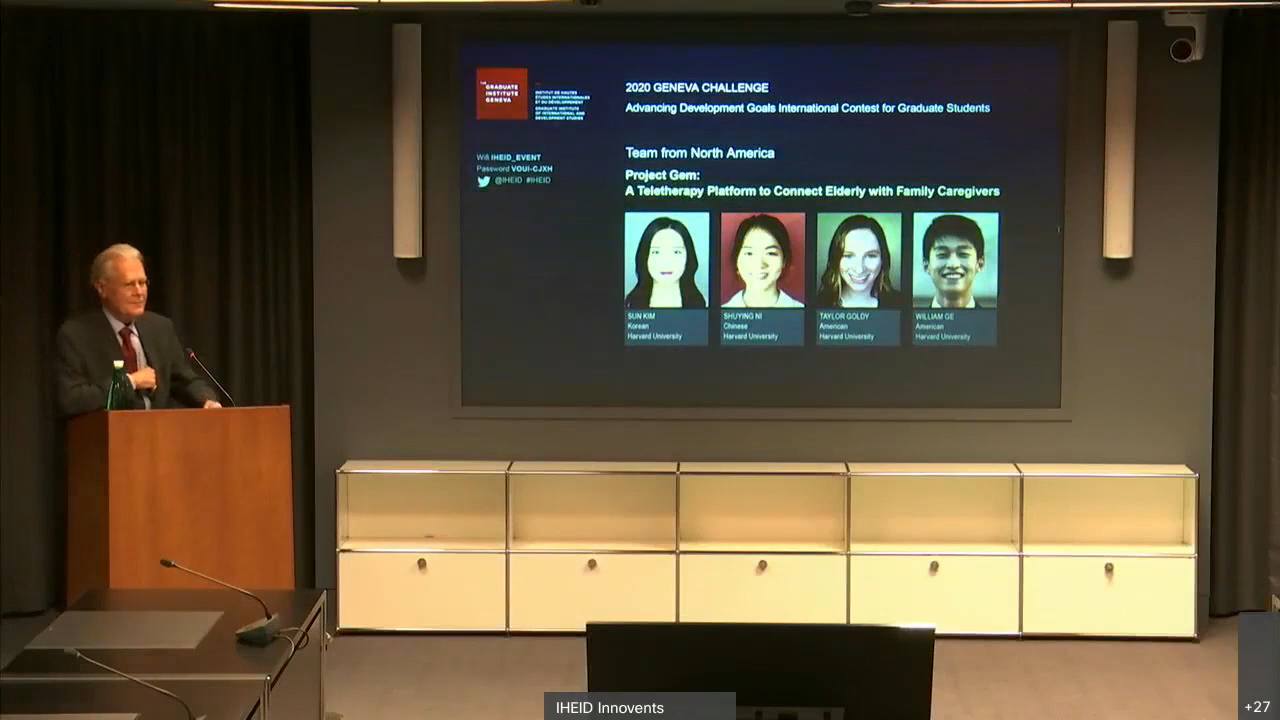 THE
GRADUATE
INSTITUTE
GENEVA
INSTITUT DE HAUTES
ÉTUDES INTERNATIONALES
ET DU DÉVELOPPEMENT
GRADUATE INSTITUTE
OF INTERNATIONAL AND
DEVELOPMENT STUDIES
Wifi IHEID_EVENT
Password VOUI-CJXH
@IHEID #IHEID
2020 GENEVA CHALLENGE
Advancing Development Goals International Contest for Graduate Students
Team from North America
Project Gem:
A Teletherapy Platform to Connect Elderly with Family Caregivers
SUN KIM
Korean
Harvard University
SHUYING NI
Chinese
Harvard University
TAYLOR GOLDY
American
Harvard University
WILLIAM GE
American
Harvard University
IHEID Innovents
+27